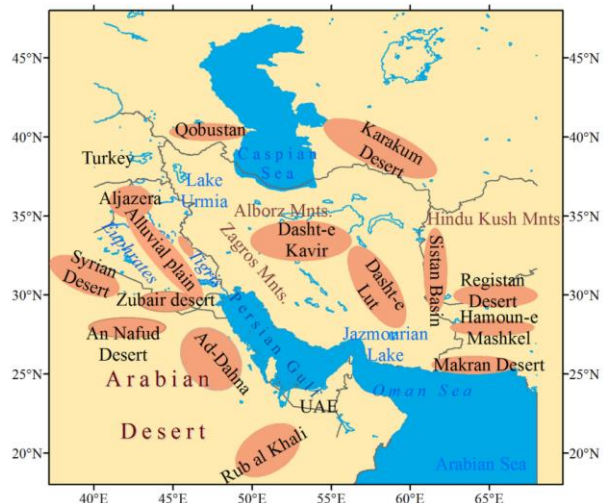 45°N
45°N
40°N
Qobustan
Karakum
Desert
40°N
Turkey
Caspian
Sea
Lake
Urmia
Aljazera
Alborz Mnts.
Hindu Kush Mnts
35°N
35°N
Alluvial plain
Euphrates
Tigris
Zagros Mnts.
Dasht-e
Kavir
Dasht-e
Lut
Sistan Basin
Syrian
Desert
30°N
Zubair desert
Registan
Desert
30°N
Persian Gulf
An Nafud
Desert
Ad-Dahna
Jazmourian
Lake
Hamoun-e
Mashkel
Makran Desert
25°N
Arabian
Desert
UAE
Oman Sea
25°N
20°N
Rub al Khali
Arabian Sea
20°N
40°E
45°E
50°E
55°E
60°E
65°E